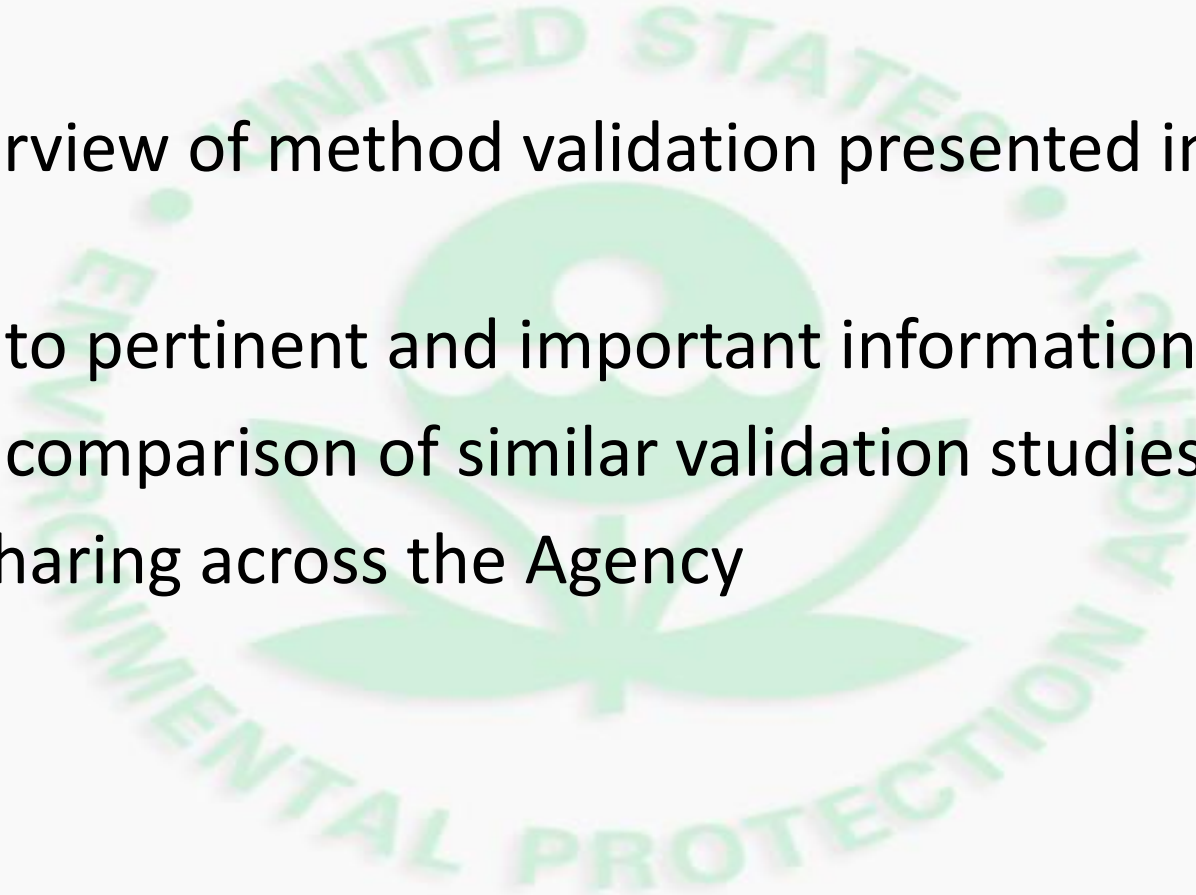 UNITED STATES
rview of method validation presented in
to pertinent and important information
comparison of similar validation studies
haring across the Agency
ENVIRONMENTAL PROTECTION AGENCY